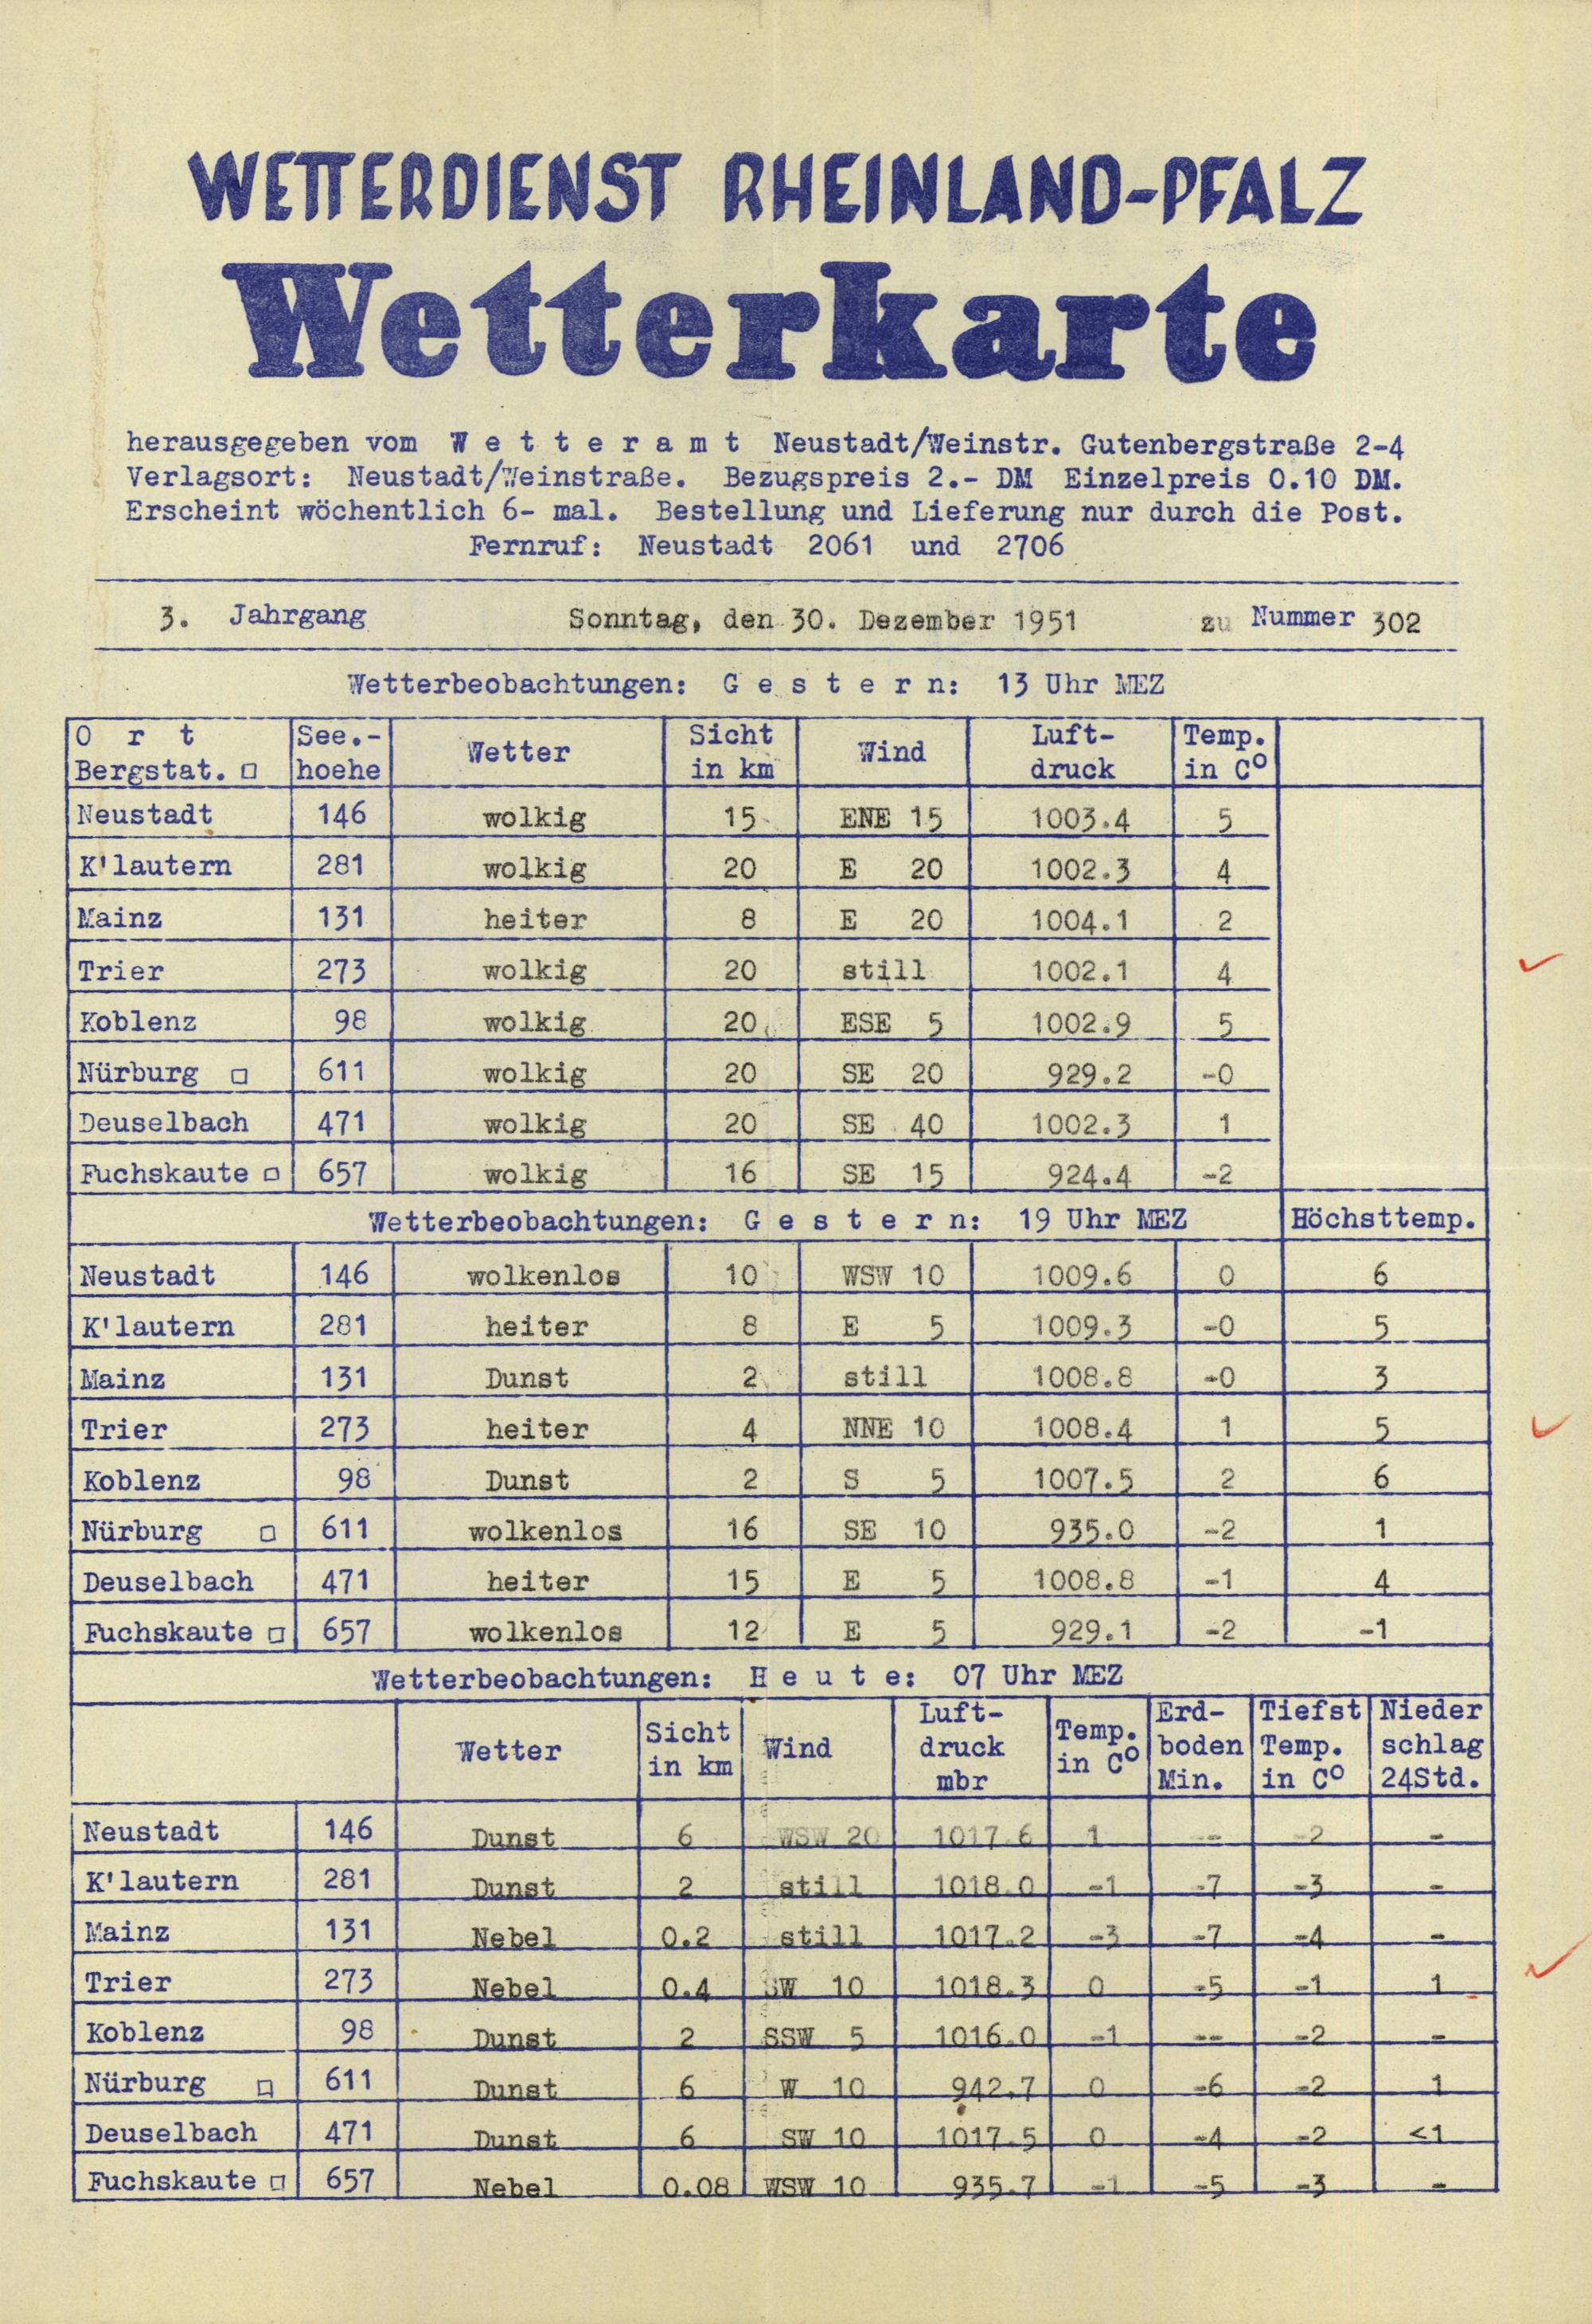 WETTERDIENST RHEINLAND-PFALZ
Wetterkarte
herausgegeben vom W e t t e r a m t Neustadt/Weinstr. Gutenbergstraße 2-4
Verlagsort: Neustadt/Weinstraße. Bezugspreis 2.- DM Einzelpreis 0.10 DM.
Erscheint wöchentlich 6- mal. Bestellung und Lieferung nur durch die Post.
Fernruf: Neustadt 2061 und 2706
3. Jahrgang Sonntag, den 30. Dezember 1951 zu Nummer 302
Wetterbeobachtungen: G e s t e r n: 13 Uhr MEZ
O r t See.- Wetter Sicht Wind Luft- Temp.
Bergstat. □ hoehe in km druck in C°
Neustadt 146 wolkig 15 ENE 15 1003.4 5
K'lautern 281 wolkig 20 E 20 1002.3 4
Mainz 131 heiter 8 E 20 1004.1 2
Trier 273 wolkig 20 still 1002.1 4
Koblenz 98 wolkig 20 ESE 5 1002.9 5
Nürburg □ 611 wolkig 20 SE 20 929.2 -0
Deuselbach 471 wolkig 20 SE 40 1002.3 1
Fuchskaute □ 657 wolkig 16 SE 15 924.4 -2
Wetterbeobachtungen: G e s t e r n: 19 Uhr MEZ Höchsttemp.
Neustadt 146 wolkenlos 10 WSW 10 1009.6 0 6
K'lautern 281 heiter 8 E 5 1009.3 -0 5
Mainz 131 Dunst 2 still 1008.8 -0 3
Trier 273 heiter 4 NNE 10 1008.4 1 5
Koblenz 98 Dunst 2 S 5 1007.5 2 6
Nürburg □ 611 wolkenlos 16 SE 10 935.0 -2 1
Deuselbach 471 heiter 15 E 5 1008.8 -1 4
Fuchskaute □ 657 wolkenlos 12 E 5 929.1 -2 -1
Wetterbeobachtungen: H e u t e: 07 Uhr MEZ
Luft- Erd- Tiefst Nieder
Wetter Sicht Wind druck Temp. boden Temp. schlag
in km mbr in C° Min. in C° 24Std.
Neustadt 146 Dunst 6 WSW 20 1017.6 1 -- -2 -
K'lautern 281 Dunst 2 still 1018.0 -1 -7 -3 -
Mainz 131 Nebel 0.2 still 1017.2 -3 -7 -4 -
Trier 273 Nebel 0.4 SW 10 1018.3 0 -5 -1 1
Koblenz 98 Dunst 2 SSW 5 1016.0 -1 -- -2 -
Nürburg □ 611 Dunst 6 W 10 942.7 0 -6 -2 1
Deuselbach 471 Dunst 6 SW 10 1017.5 0 -4 -2 <1
Fuchskaute □ 657 Nebel 0.08 WSW 10 935.7 -1 -5 -3 -